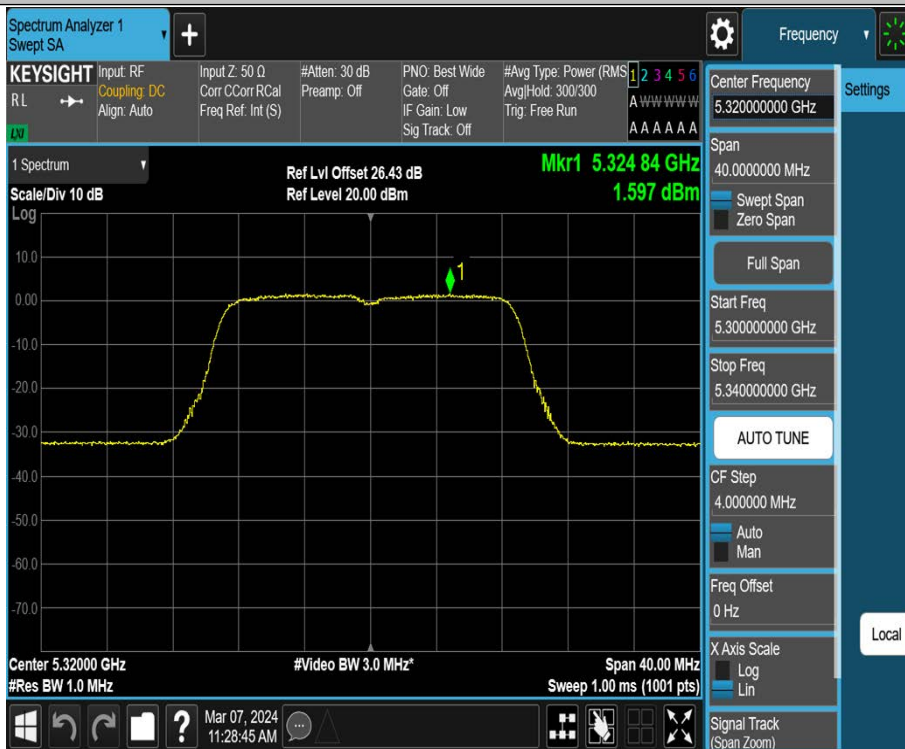 Spectrum Analyzer 1
Swept SA
+
Frequency
KEYSIGHT
RL
LXI
Input: RF
Coupling: DC
Align: Auto
Input Z: 50 Ω
Corr CCorr RCal
Freq Ref: Int (S)
#Atten: 30 dB
Preamp: Off
PNO: Best Wide
Gate: Off
IF Gain: Low
Sig Track: Off
#Avg Type: Power (RMS
Avg|Hold: 300/300
Trig: Free Run
1 2 3 4 5 6
A W W W W W
A A A A A A
Center Frequency
5.320000000 GHz
Settings
Span
40.0000000 MHz
Swept Span
Zero Span
Full Span
Start Freq
5.300000000 GHz
Stop Freq
5.340000000 GHz
AUTO TUNE
CF Step
4.000000 MHz
Auto
Man
Freq Offset
0 Hz
X Axis Scale
Log
Lin
Signal Track
(Span Zoom)
Local
1 Spectrum
Scale/Div 10 dB
Log
Ref Lvl Offset 26.43 dB
Ref Level 20.00 dBm
Mkr1 5.324 84 GHz
1.597 dBm
10.0
0.00
-10.0
-20.0
-30.0
-40.0
-50.0
-60.0
-70.0
1
Center 5.32000 GHz
#Res BW 1.0 MHz
#Video BW 3.0 MHz*
Span 40.00 MHz
Sweep 1.00 ms (1001 pts)
?
Mar 07, 2024
11:28:45 AM